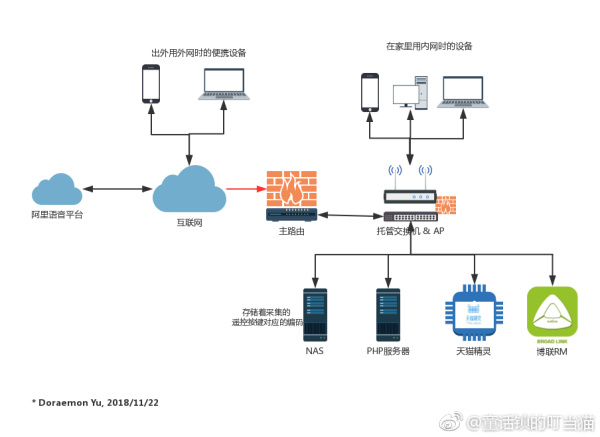 出外用外网时的便携设备
在家里用内网时的设备
阿里语音平台
互联网
主路由
托管交换机 & AP
存储着采集的
遥控按键对应的编码
NAS
PHP服务器
天猫精灵
BROAD LINK
博联RM
* Doraemon Yu, 2018/11/22
@童话镇的叮当猫